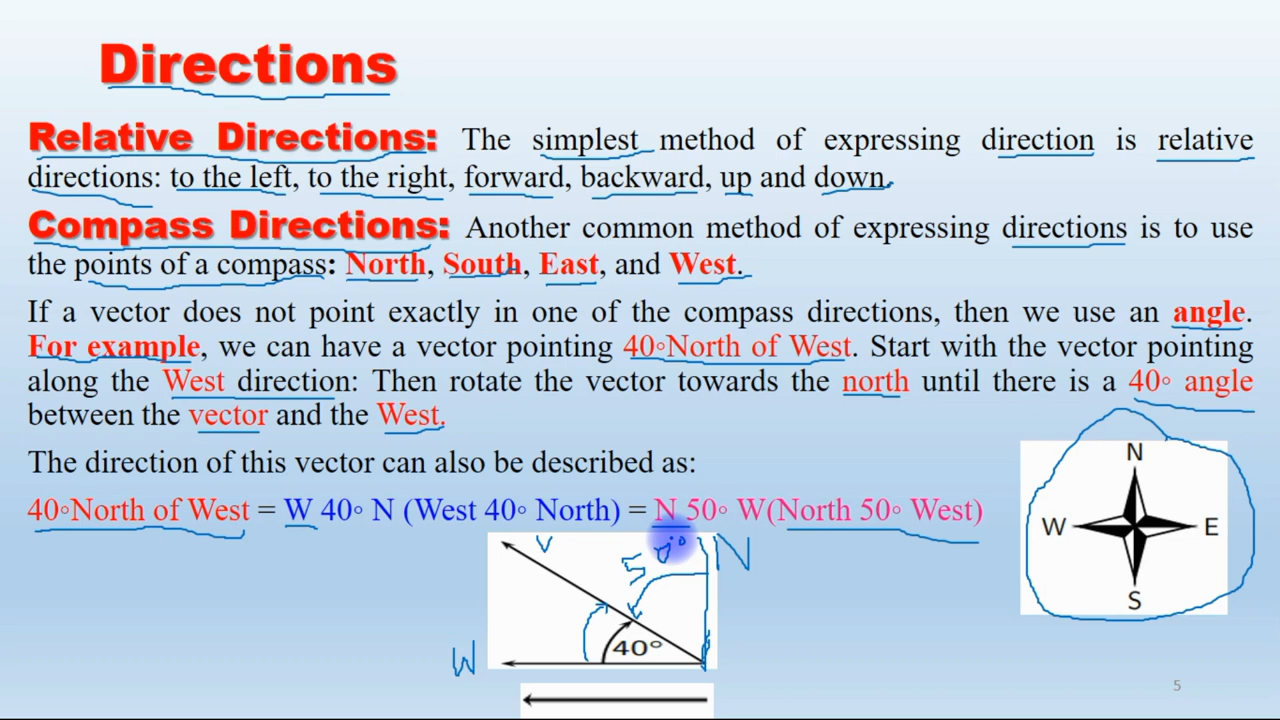 Directions
Relative Directions: The simplest method of expressing direction is relative
directions: to the left, to the right, forward, backward, up and down.
Compass Directions: Another common method of expressing directions is to use
the points of a compass: North, South, East, and West.
If a vector does not point exactly in one of the compass directions, then we use an angle.
For example, we can have a vector pointing 40◦North of West. Start with the vector pointing
along the West direction: Then rotate the vector towards the north until there is a 40◦ angle
between the vector and the West.
The direction of this vector can also be described as:
40◦North of West = W 40◦ N (West 40◦ North) = N 50◦ W(North 50◦ West)
N
W E
S
V
N
40°
W
5